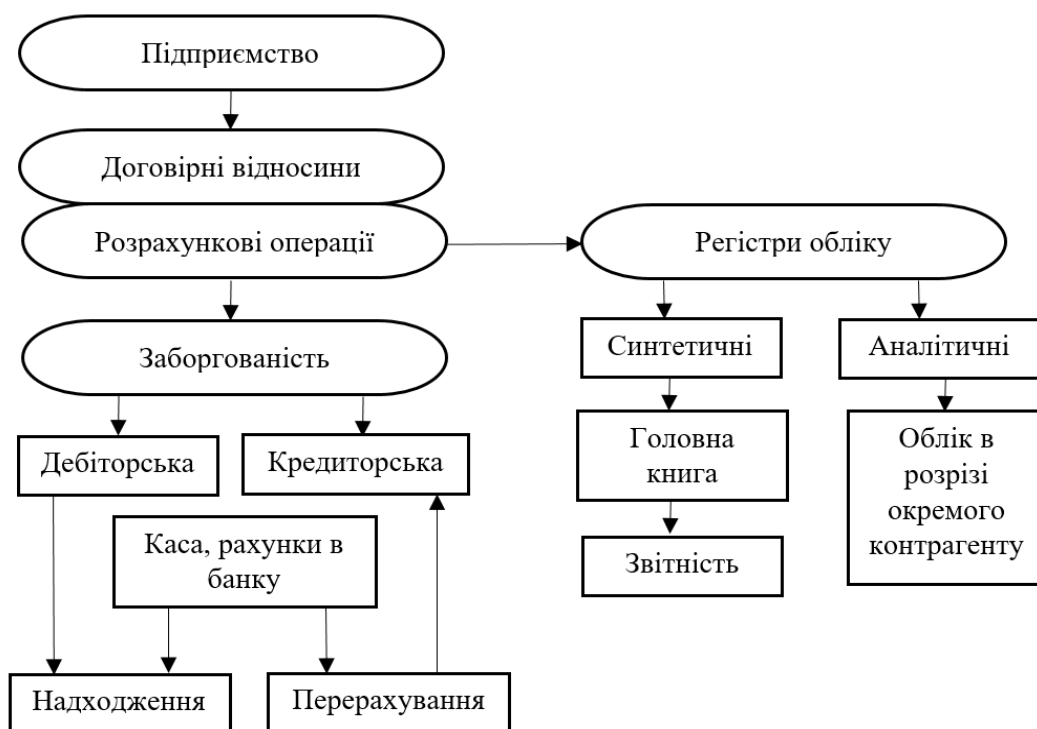 Підприємство
Договірні відносини
Розрахункові операції
Регістри обліку
Заборгованість
Синтетичні
Аналітичні
Дебіторська
Кредиторська
Головна
книга
Облік в
розрізі
окремого
контрагенту
Каса, рахунки в
банку
Звітність
Надходження
Перерахування